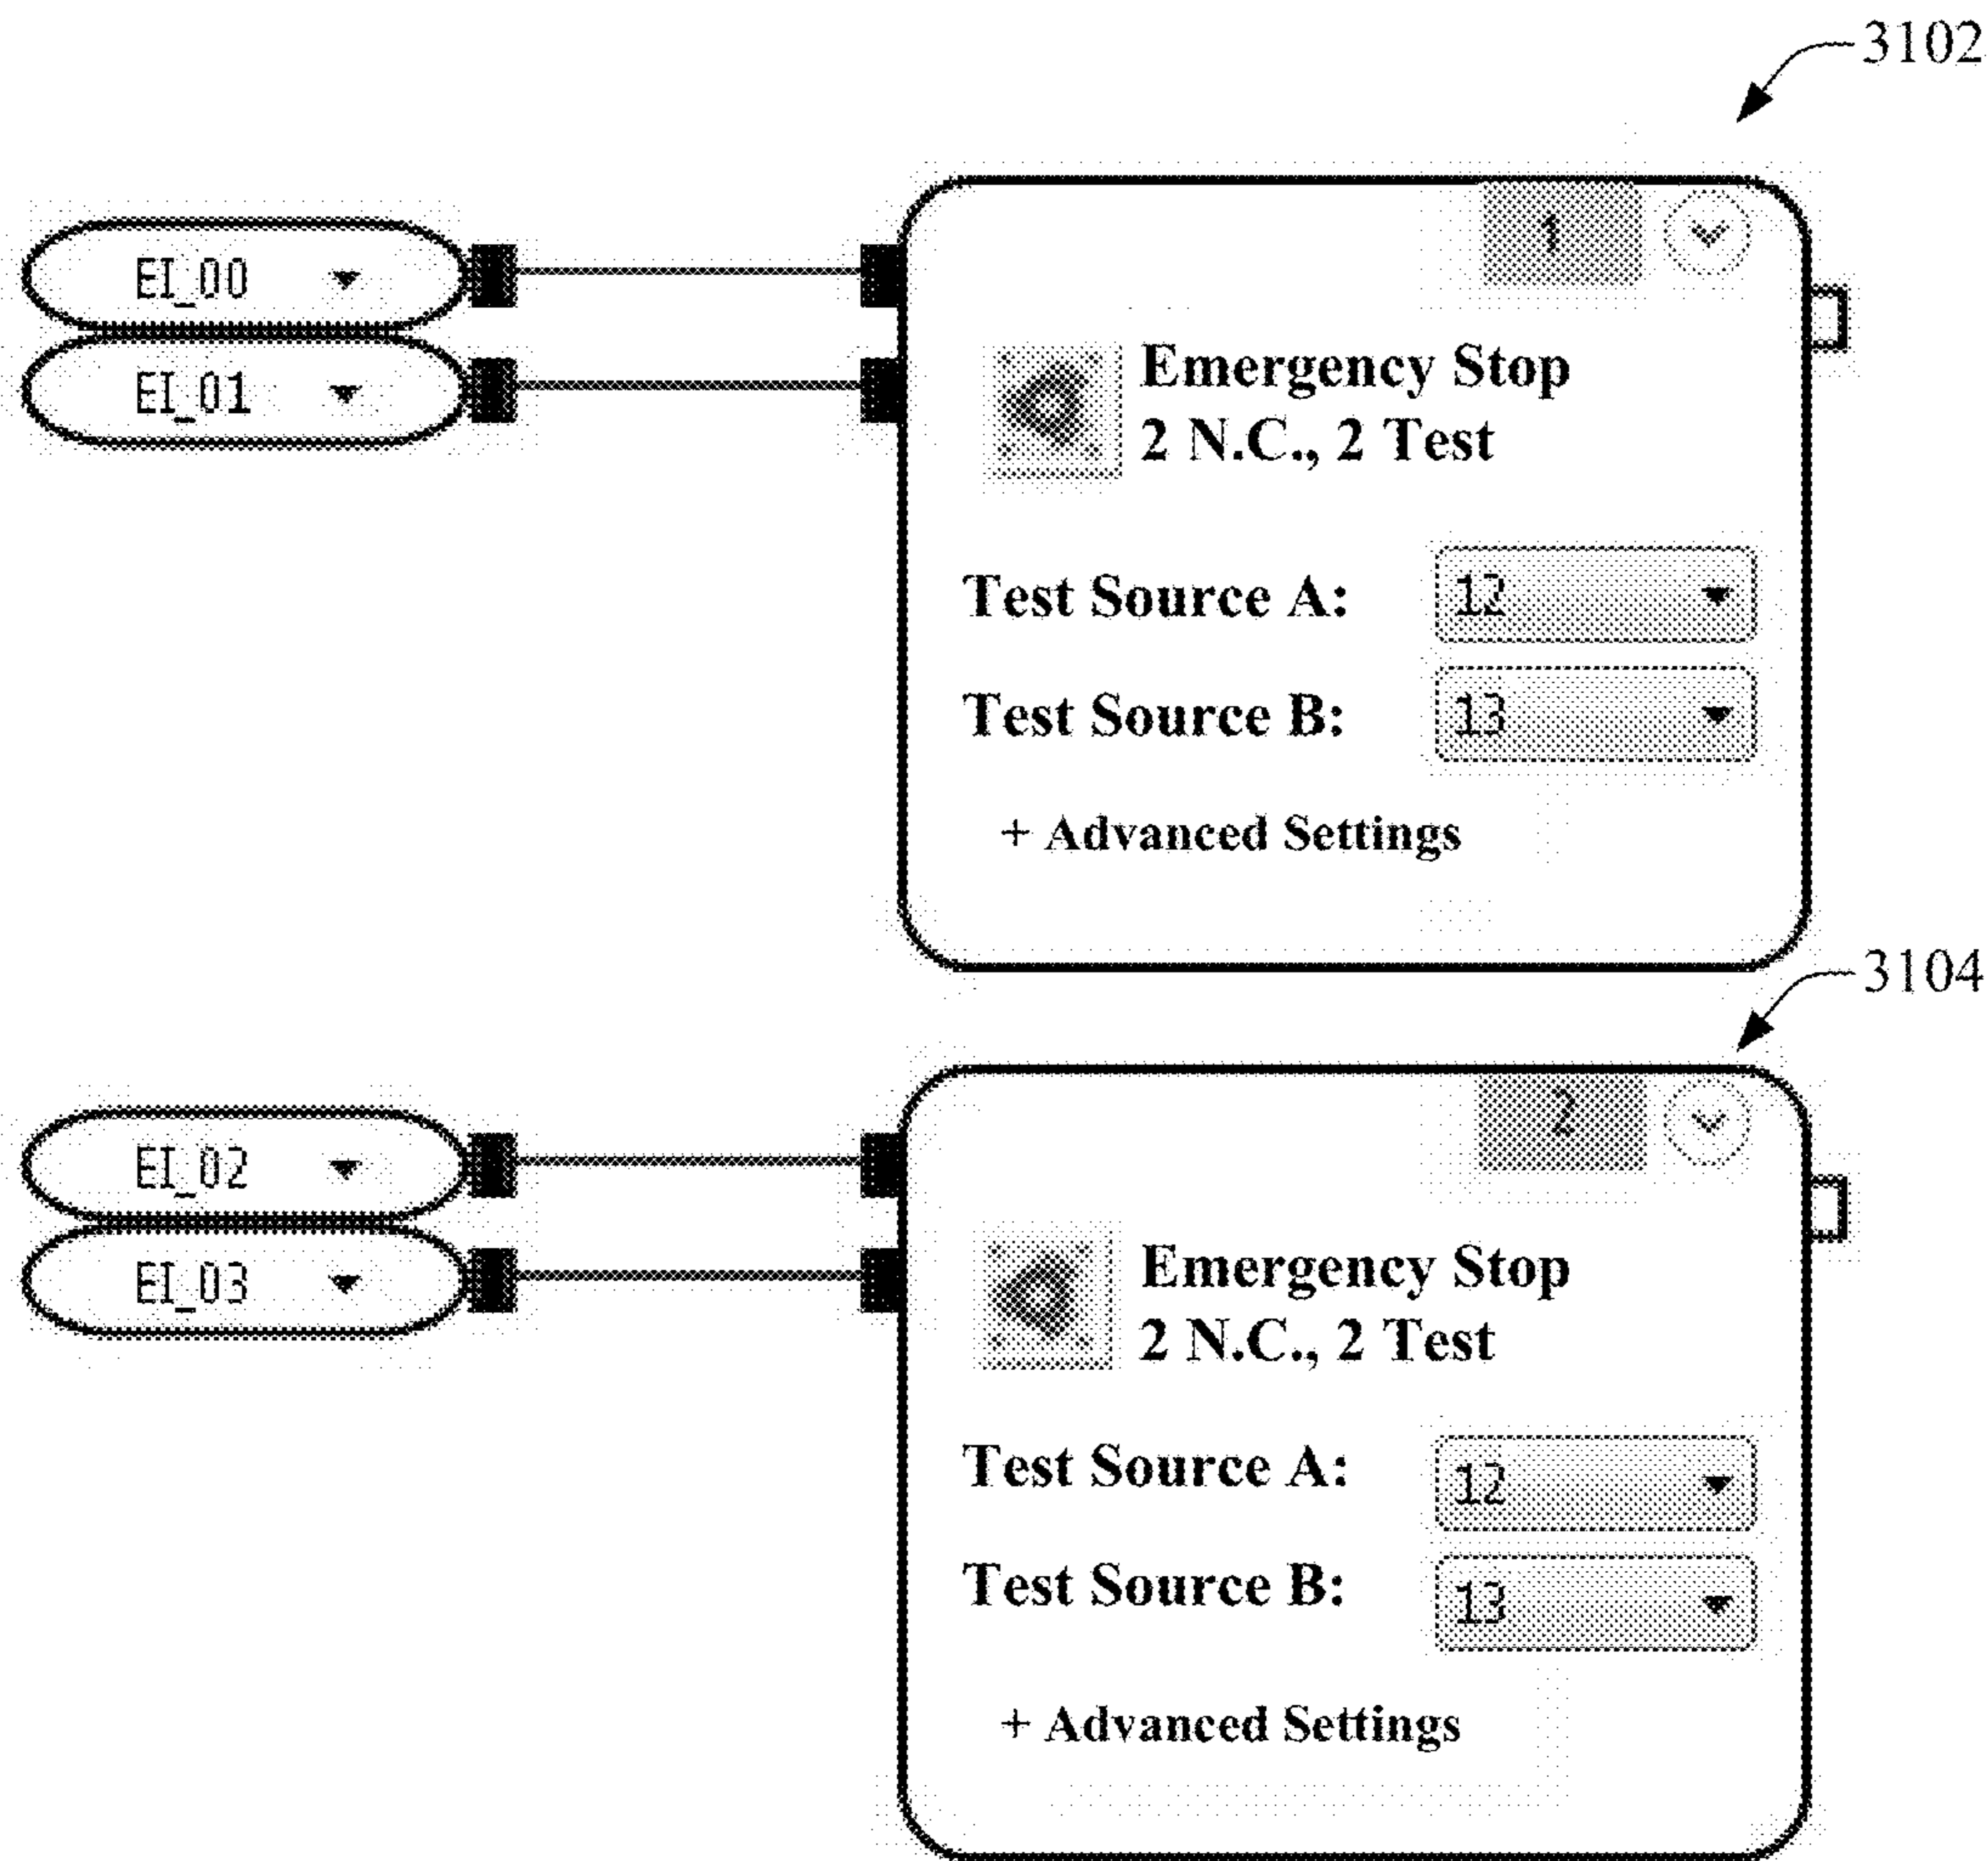 3102
1
EI_00
EI_01
Emergency Stop
2 N.C., 2 Test
Test Source A: 12
Test Source B: 13
+ Advanced Settings
3104
2
EI_02
EI_03
Emergency Stop
2 N.C., 2 Test
Test Source A: 12
Test Source B: 13
+ Advanced Settings